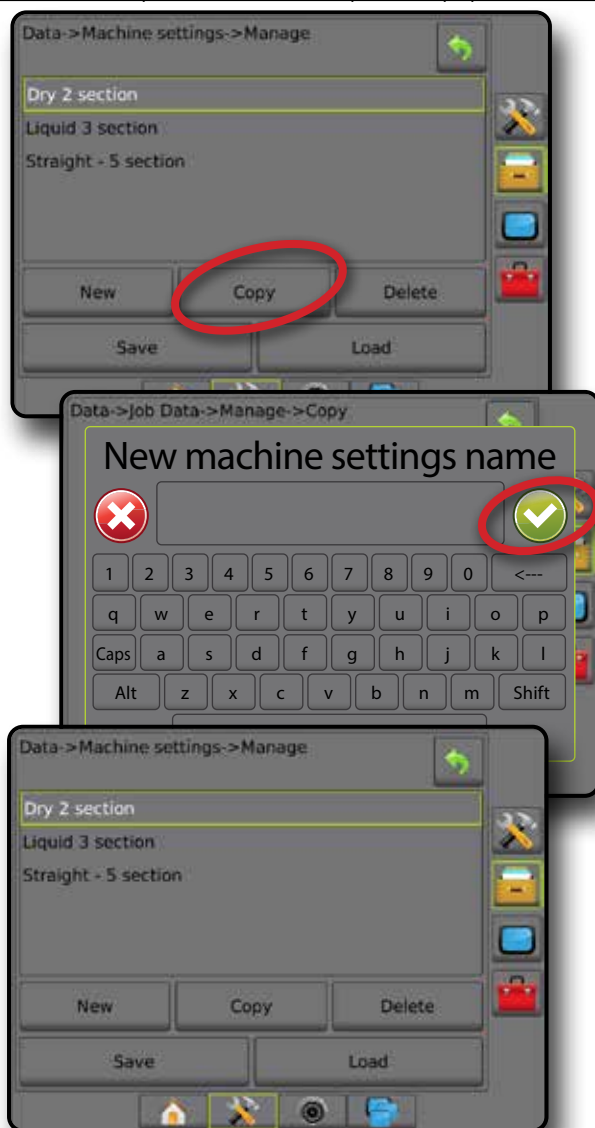 Data->Machine settings->Manage
Dry 2 section
Liquid 3 section
Straight - 5 section
New Copy Delete
Save Load
Data->Job Data->Manage->Copy
New machine settings name
1 2 3 4 5 6 7 8 9 0 <---
q w e r t y u i o p
Caps a s d f g h j k l
Alt z x c v b n m Shift
Data->Machine settings->Manage
Dry 2 section
Liquid 3 section
Straight - 5 section
New Copy Delete
Save Load